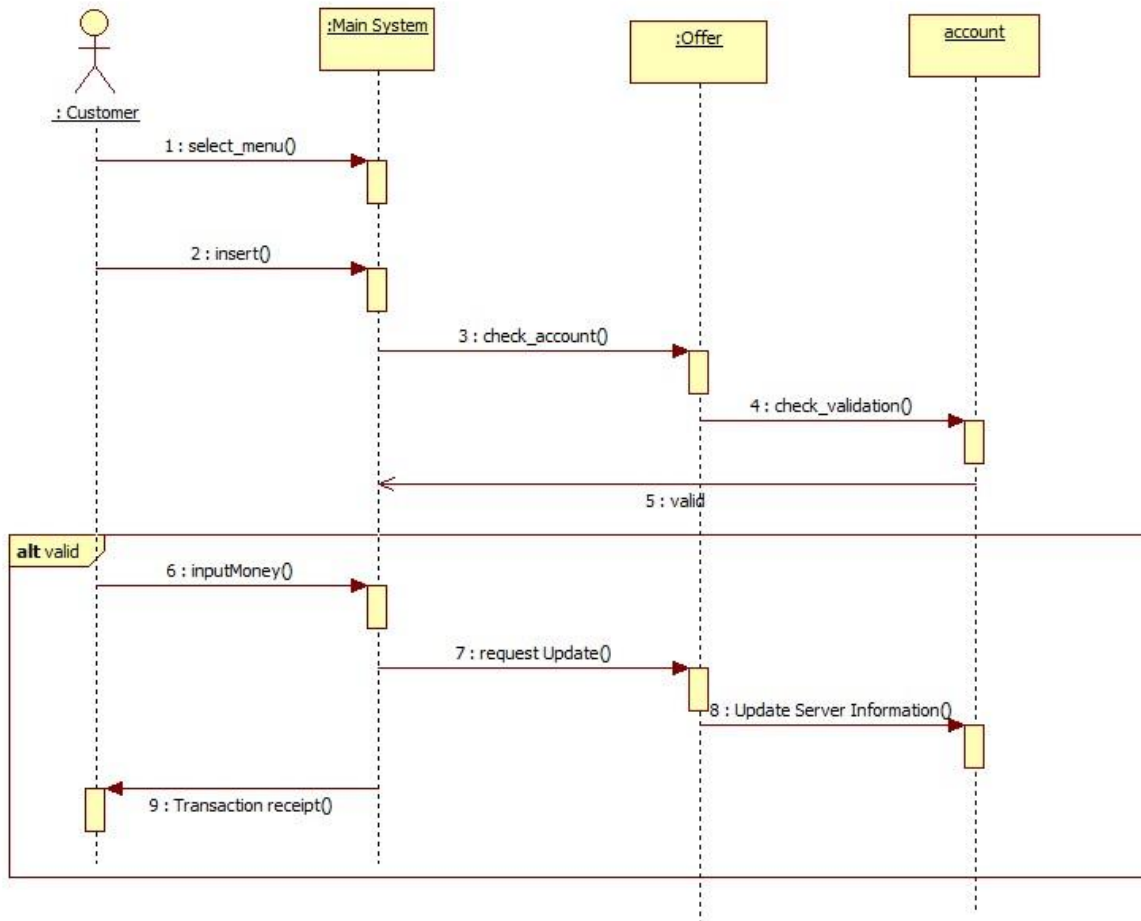 :Main System
:Offer
account
: Customer
1 : select_menu()
2 : insert()
3 : check_account()
4 : check_validation()
5 : valid
alt valid
6 : inputMoney()
7 : request Update()
8 : Update Server Information()
9 : Transaction receipt()